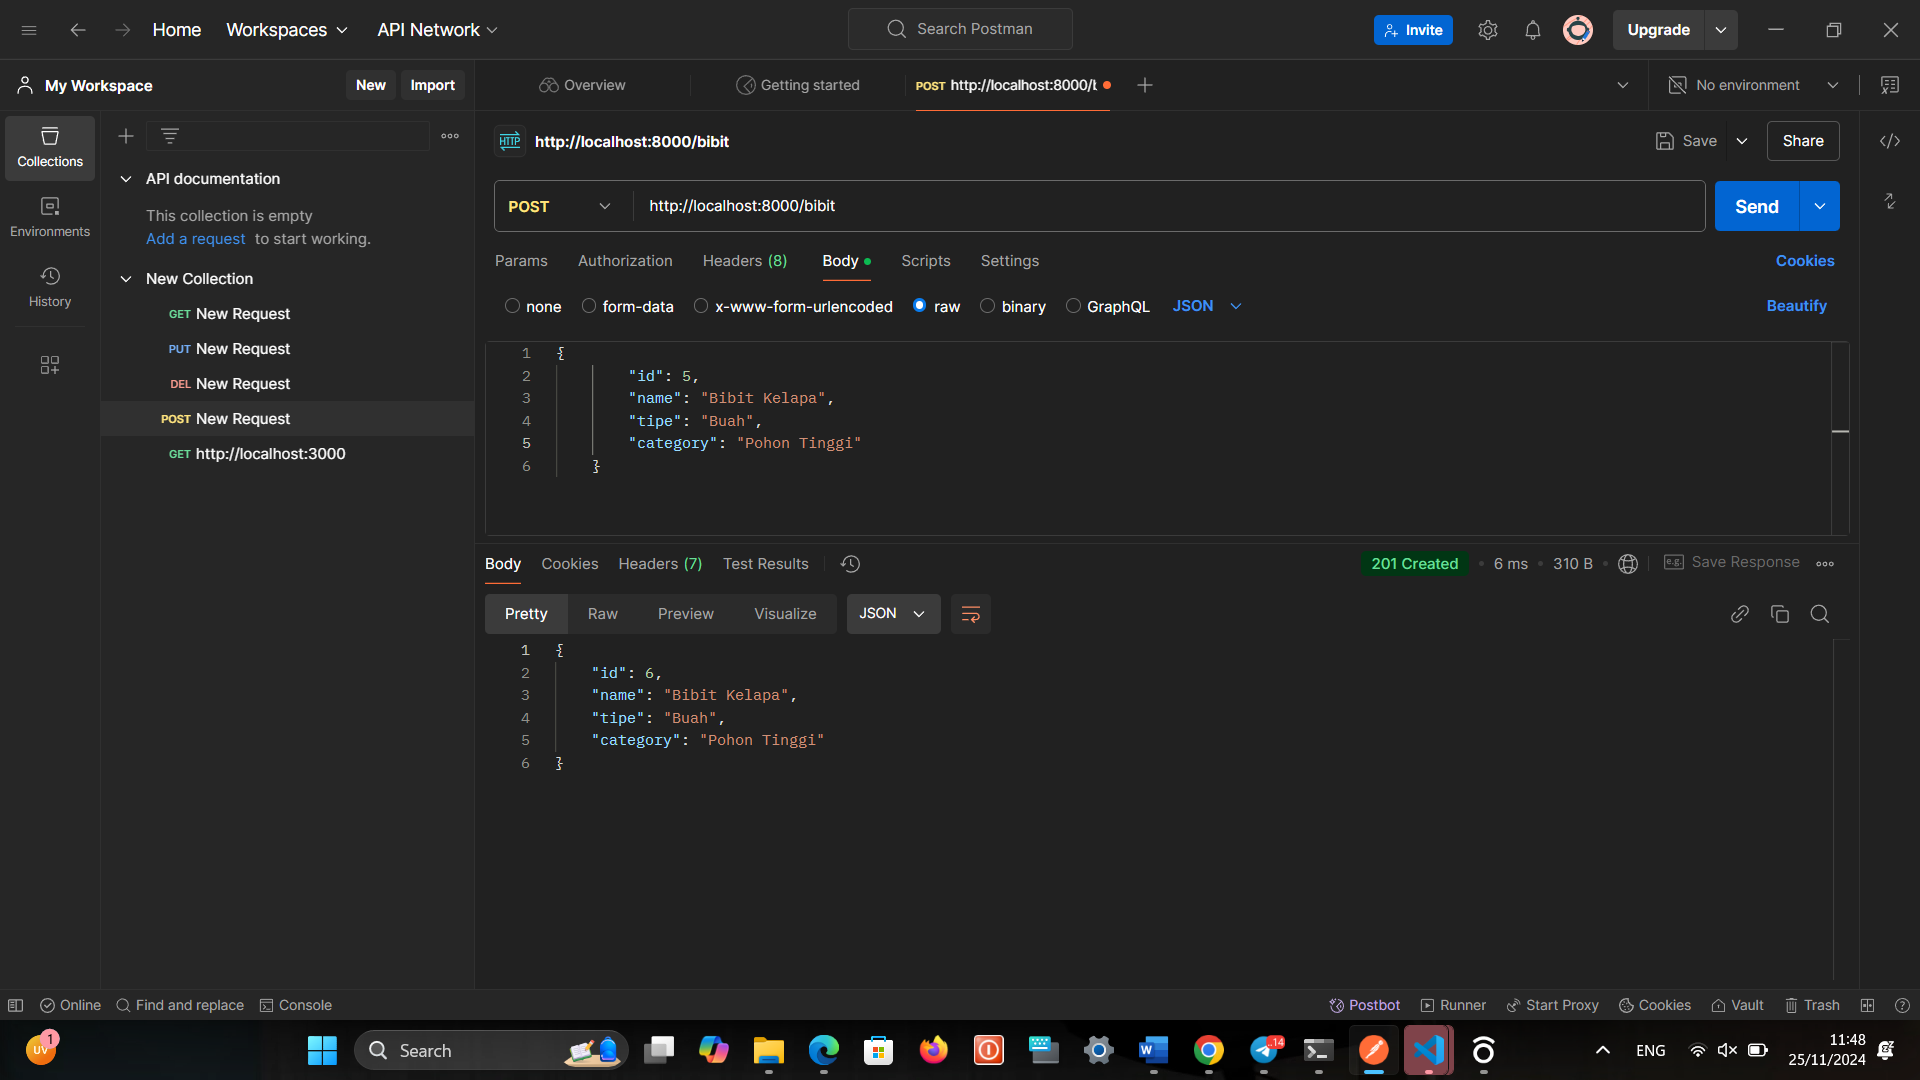 Home
Workspaces
API Network
Search Postman
Invite
Upgrade
My Workspace
New
Import
Overview
Getting started
POST http://localhost:8000/b
No environment
Collections
Environments
History
API documentation
This collection is empty
Add a request to start working.
New Collection
GET New Request
PUT New Request
DEL New Request
POST New Request
GET http://localhost:3000
HTTP http://localhost:8000/bibit
Save
Share
POST
http://localhost:8000/bibit
Send
Params
Authorization
Headers (8)
Body
Scripts
Settings
Cookies
none
form-data
x-www-form-urlencoded
raw
binary
GraphQL
JSON
Beautify
1 {
2 "id": 5,
3 "name": "Bibit Kelapa",
4 "tipe": "Buah",
5 "category": "Pohon Tinggi"
6 }
Body
Cookies
Headers (7)
Test Results
201 Created
6 ms
310 B
e.g. Save Response
Pretty
Raw
Preview
Visualize
JSON
1 {
2 "id": 6,
3 "name": "Bibit Kelapa",
4 "tipe": "Buah",
5 "category": "Pohon Tinggi"
6 }
Online
Find and replace
Console
Postbot
Runner
Start Proxy
Cookies
Vault
Trash
UV
1
Search
W
14
ENG
11:48
25/11/2024